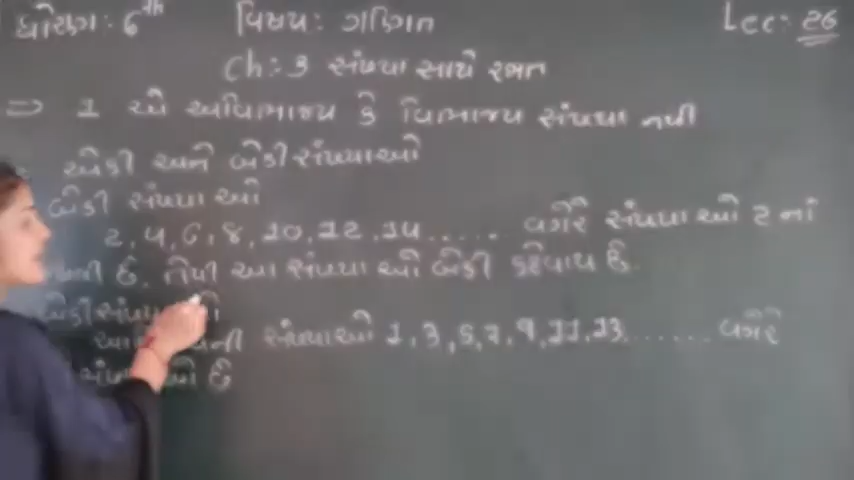 ધોરણ: 6th વિષય: ગણિત Lec: 26
Ch: 3 સંખ્યા સાથે રમત
⇒ 1 એ અવિભાજ્ય કે વિભાજ્ય સંખ્યા નથી
એકી અને બેકી સંખ્યાઓ
બેકી સંખ્યા ઓ
2, 4, 6, 8, 10, 12, 14 ..... વગેરે સંખ્યા ઓ 2 નાં
છે. તેથી આ સંખ્યા ઓ બેકી કહેવાય છે.
સંખ્યાઓ 1, 3, 5, 7, 9, 11, 13 ....... વગેરે
છે